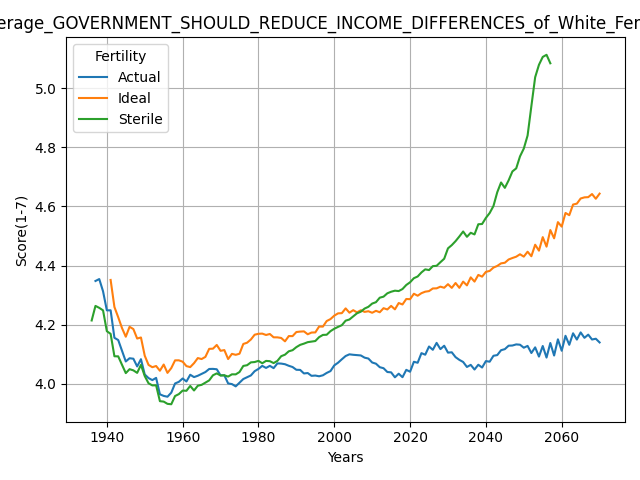 erage_GOVERNMENT_SHOULD_REDUCE_INCOME_DIFFERENCES_of_White_Fer
Fertility
Actual
Ideal
Sterile
Score(1-7)
5.0
4.8
4.6
4.4
4.2
4.0
1940 1960 1980 2000 2020 2040 2060
Years